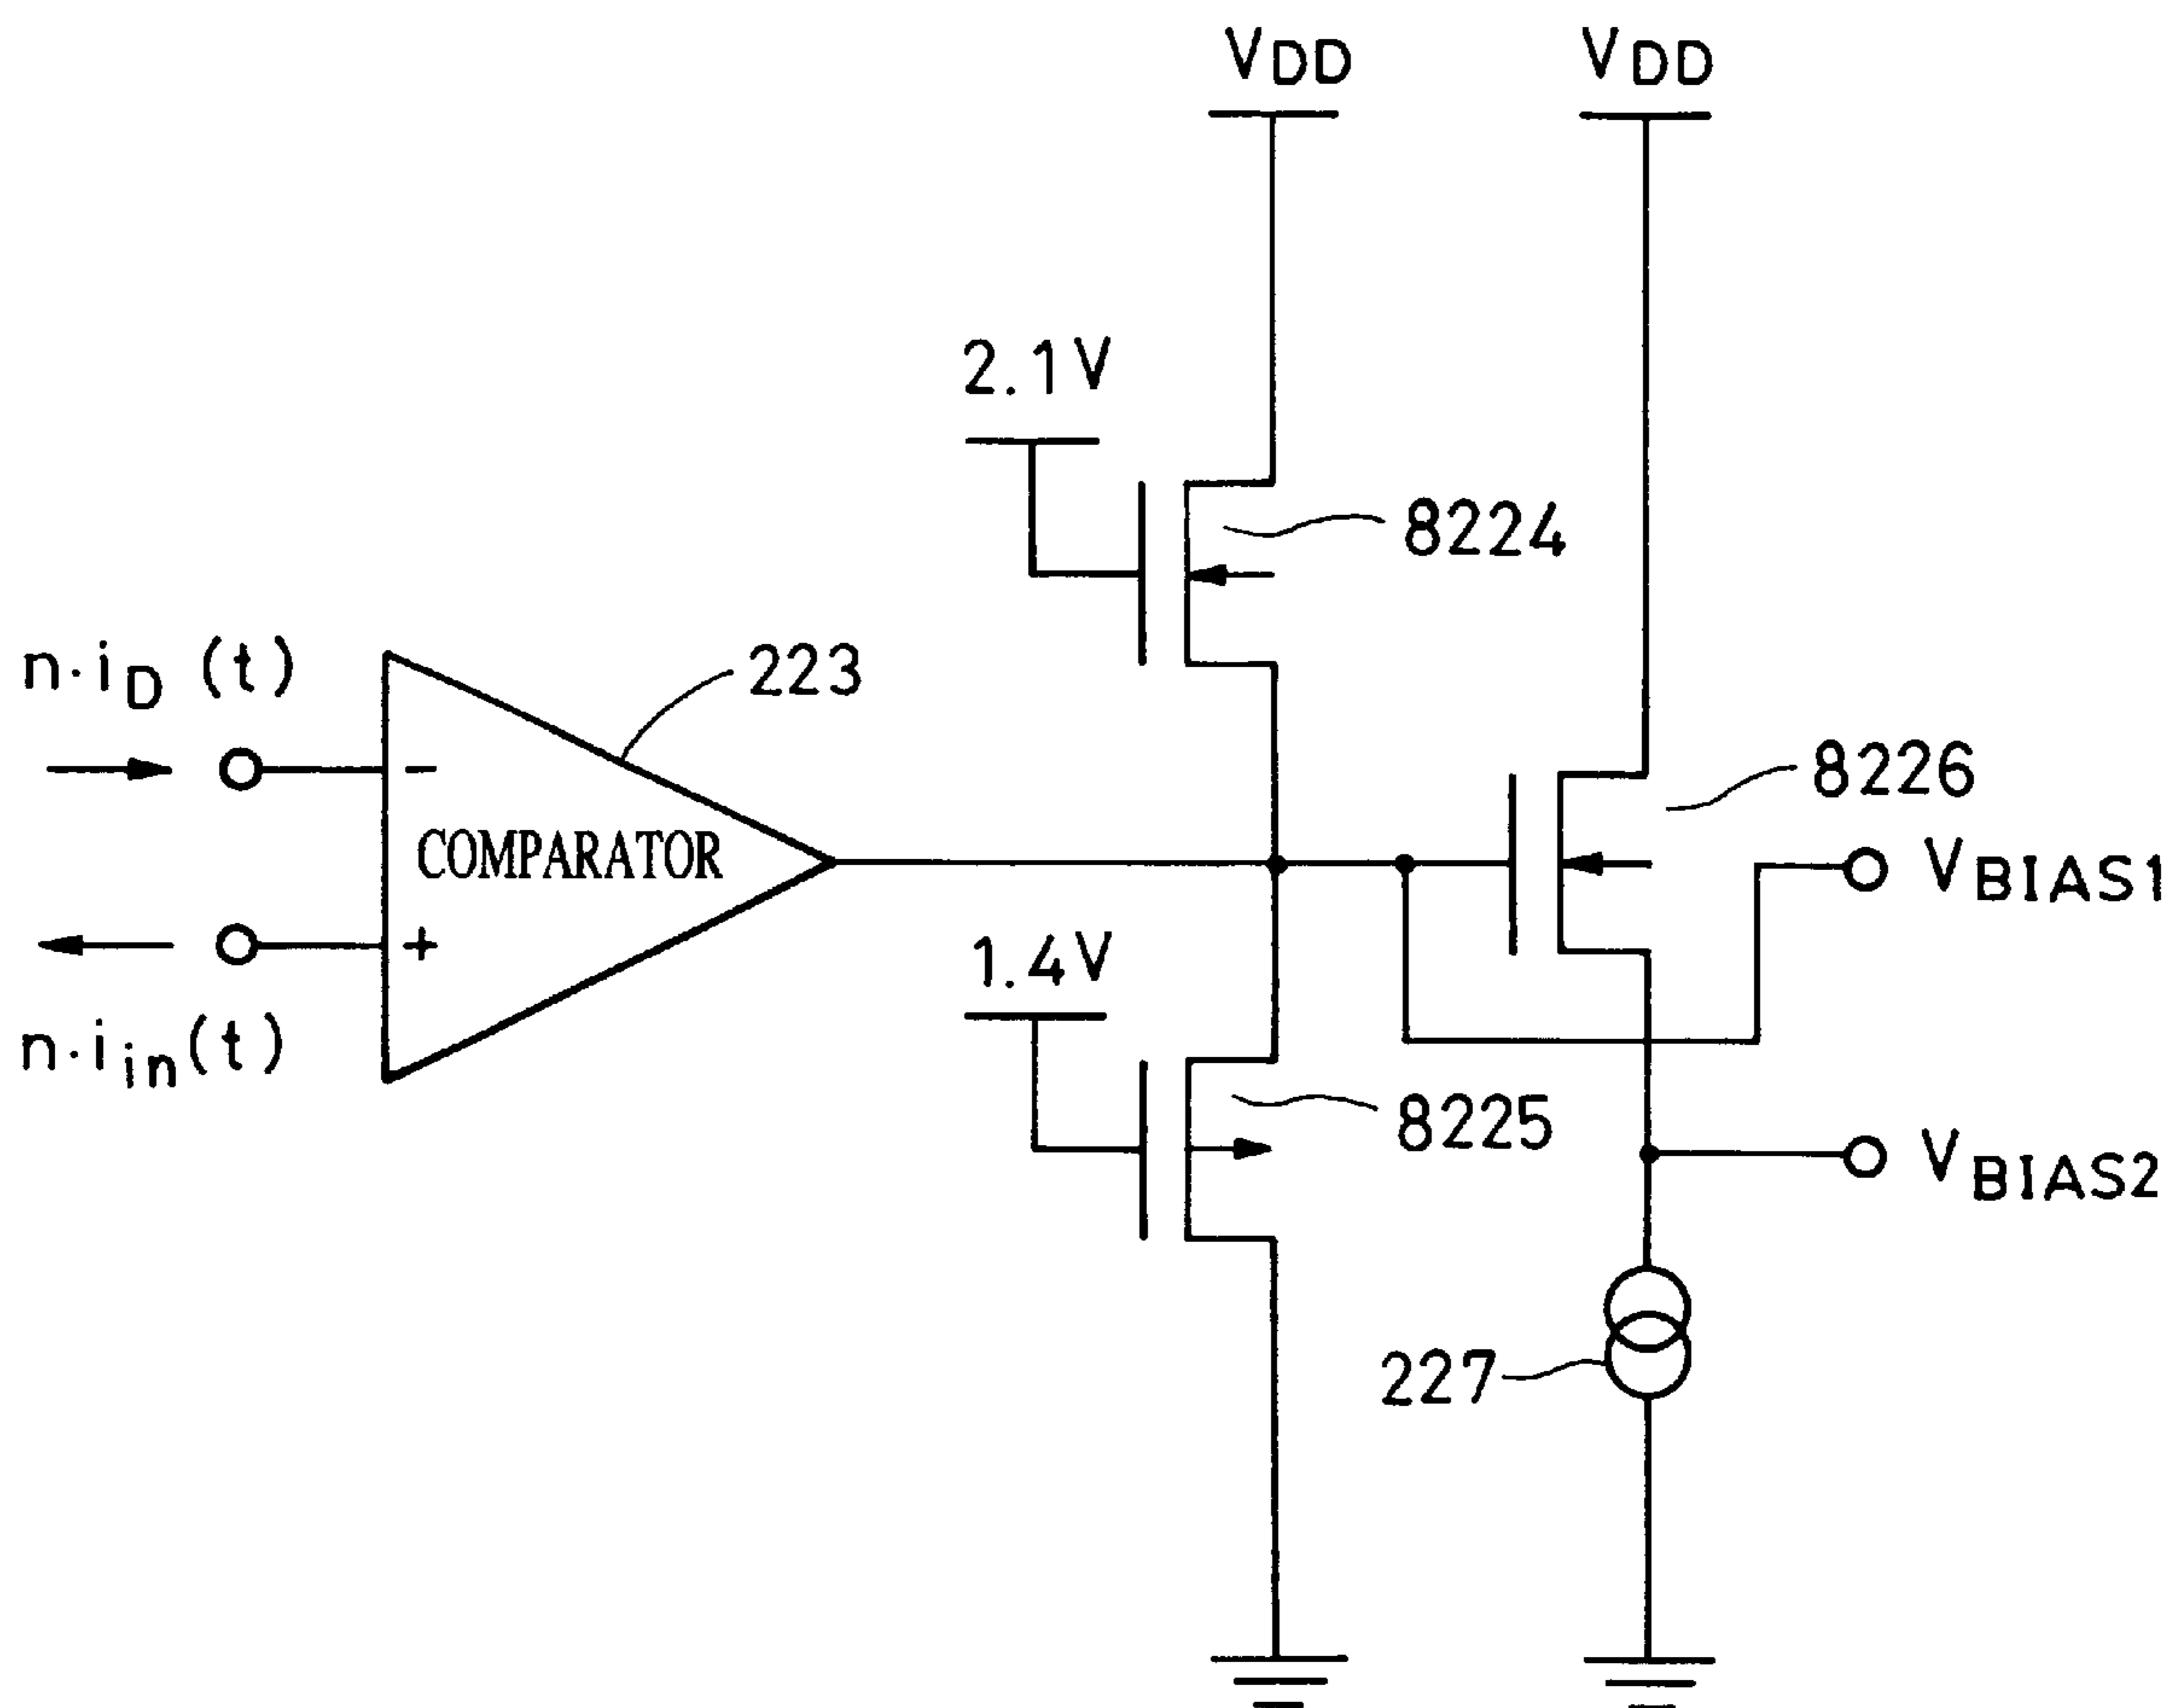 VDD
VDD
2.1V
8224
n·iD (t)
223
-
COMPARATOR
8226
VBIAS1
+
1.4V
n·iin(t)
8225
VBIAS2
227